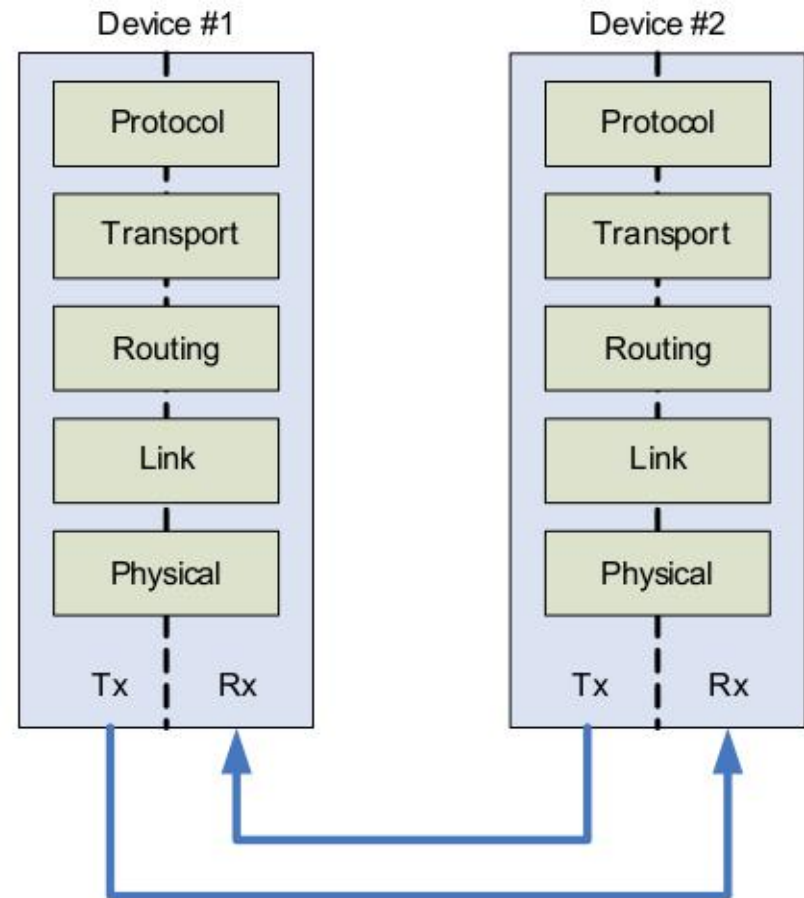 Device #1
Protocol
Transport
Routing
Link
Physical
Tx Rx
Device #2
Protocol
Transport
Routing
Link
Physical
Tx Rx